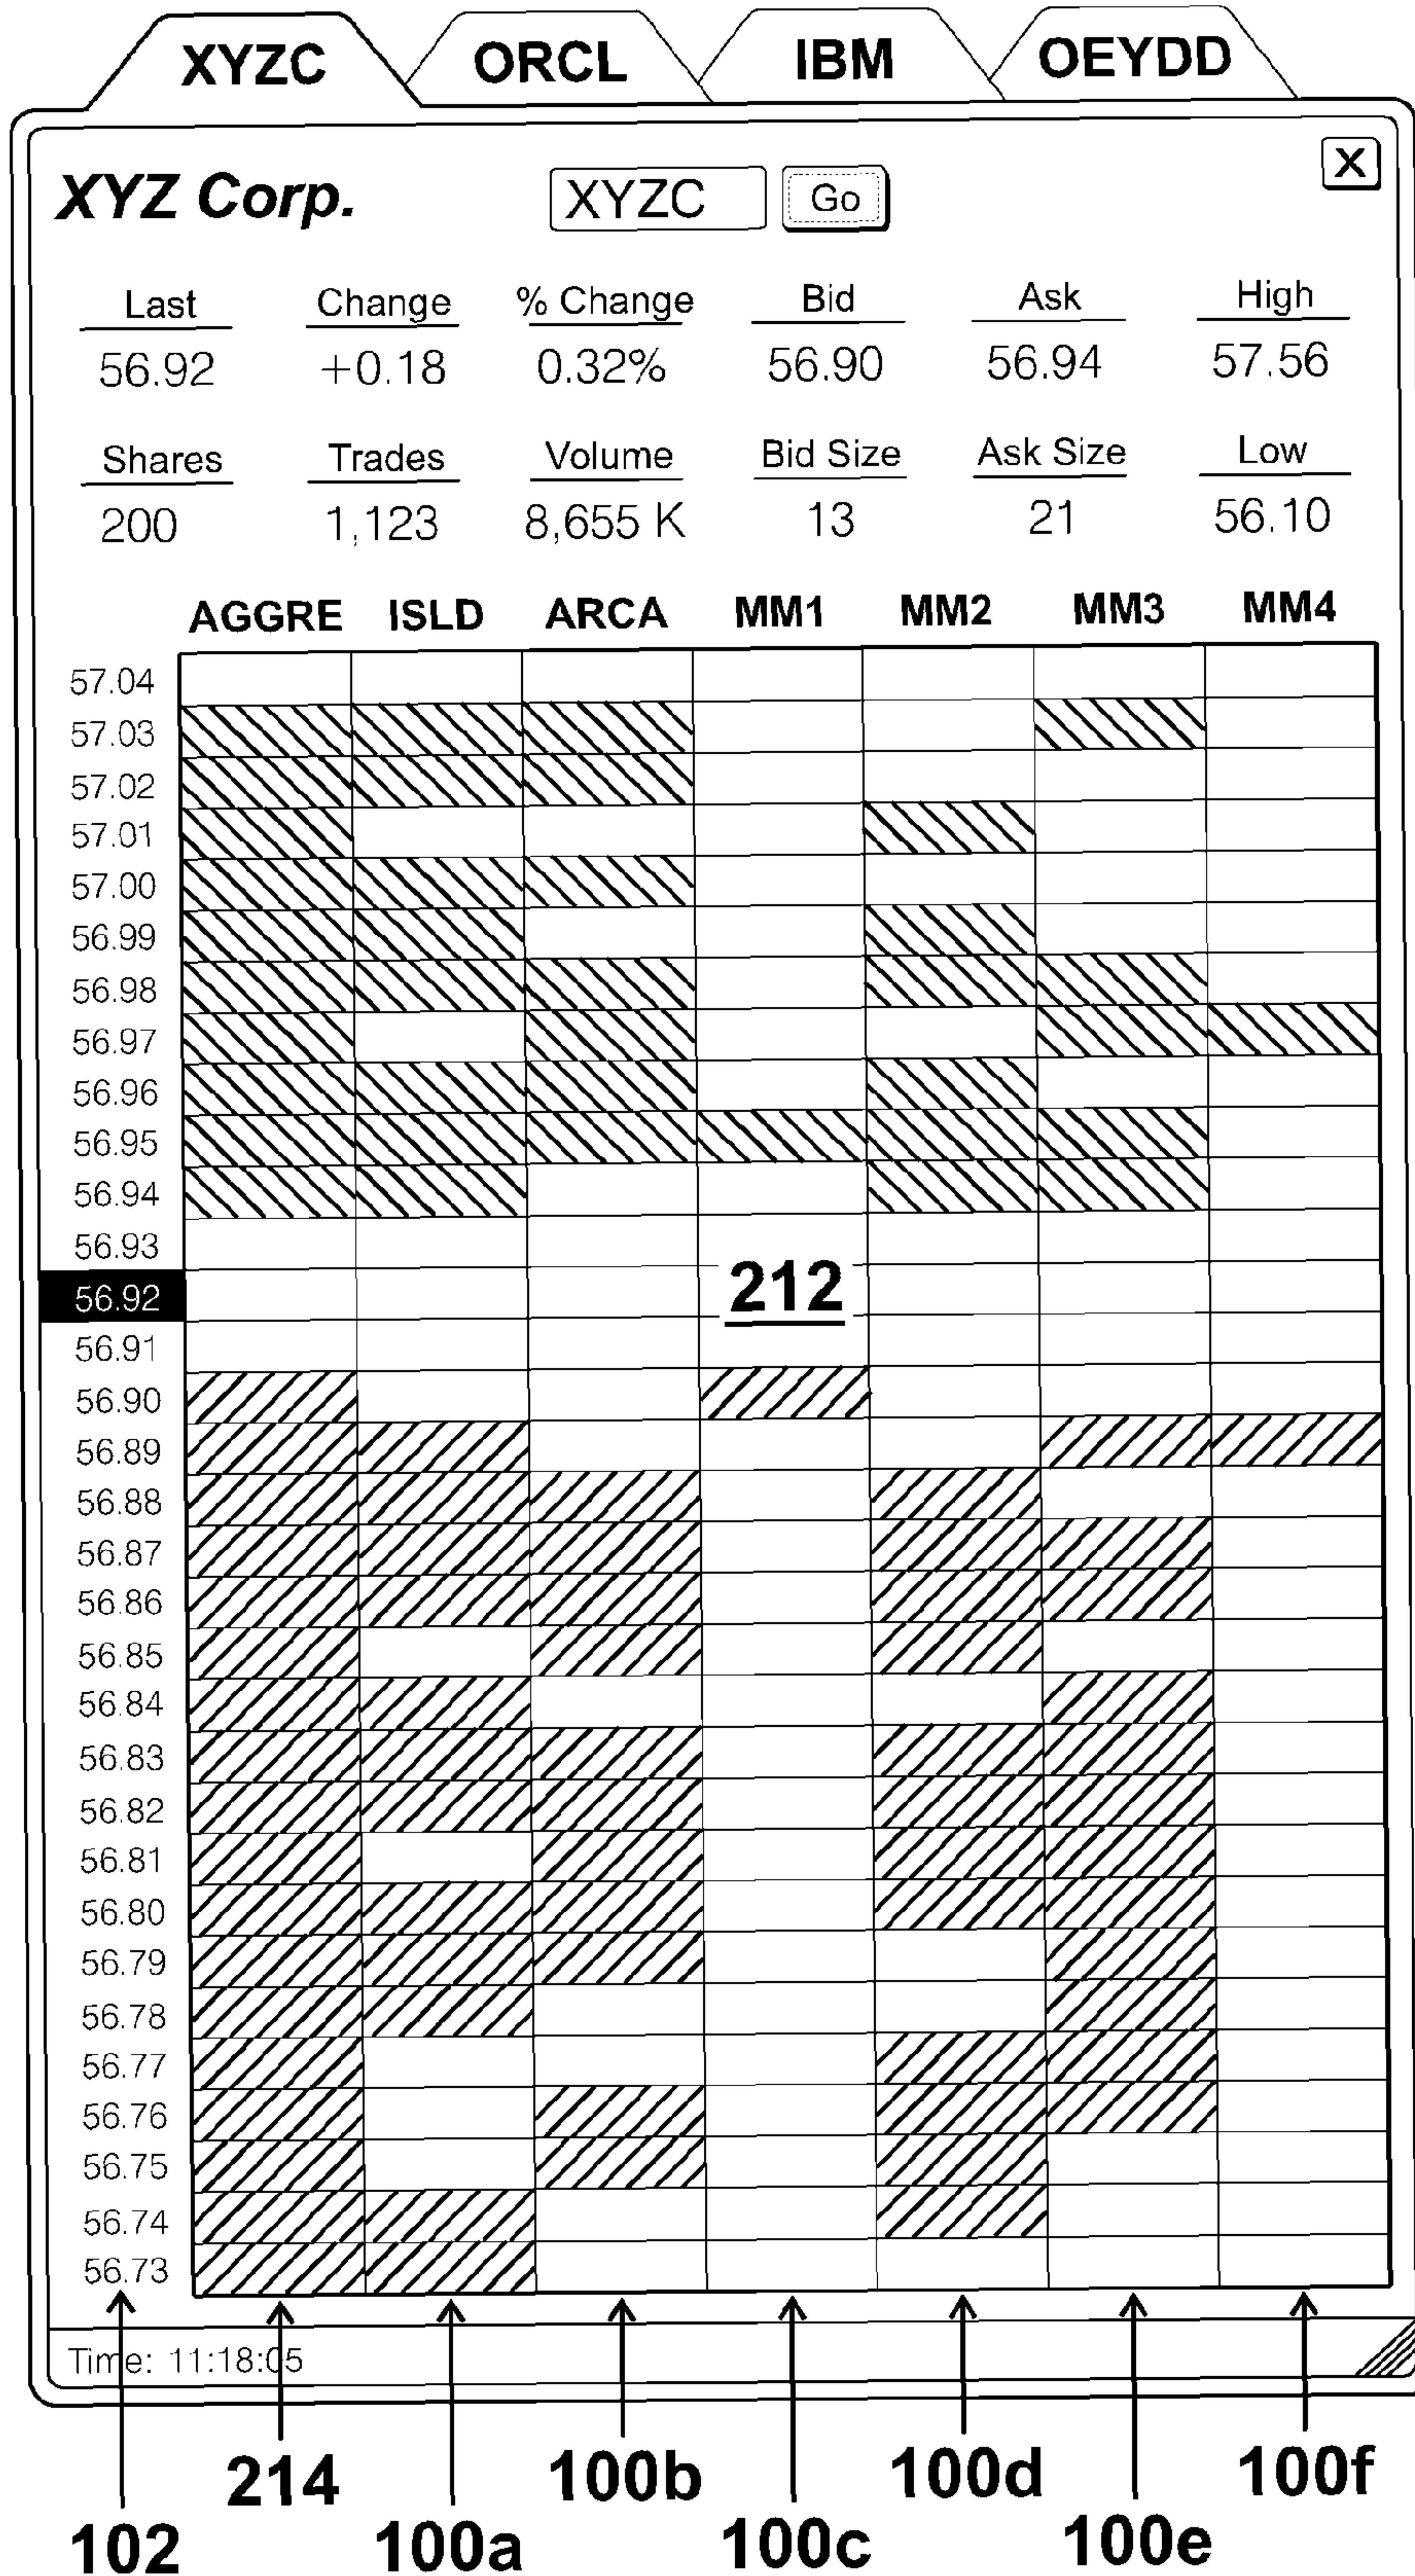 XYZC ORCL IBM OEYDD
X
XYZ Corp. XYZC Go
Last Change % Change Bid Ask High
56.92 +0.18 0.32% 56.90 56.94 57.56
Shares Trades Volume Bid Size Ask Size Low
200 1,123 8,655 K 13 21 56.10
AGGRE ISLD ARCA MM1 MM2 MM3 MM4
57.04
57.03
57.02
57.01
57.00
56.99
56.98
56.97
56.96
56.95
56.94
56.93
56.92 212
56.91
56.90
56.89
56.88
56.87
56.86
56.85
56.84
56.83
56.82
56.81
56.80
56.79
56.78
56.77
56.76
56.75
56.74
56.73
Time: 11:18:05
214 100b 100d 100f
102 100a 100c 100e